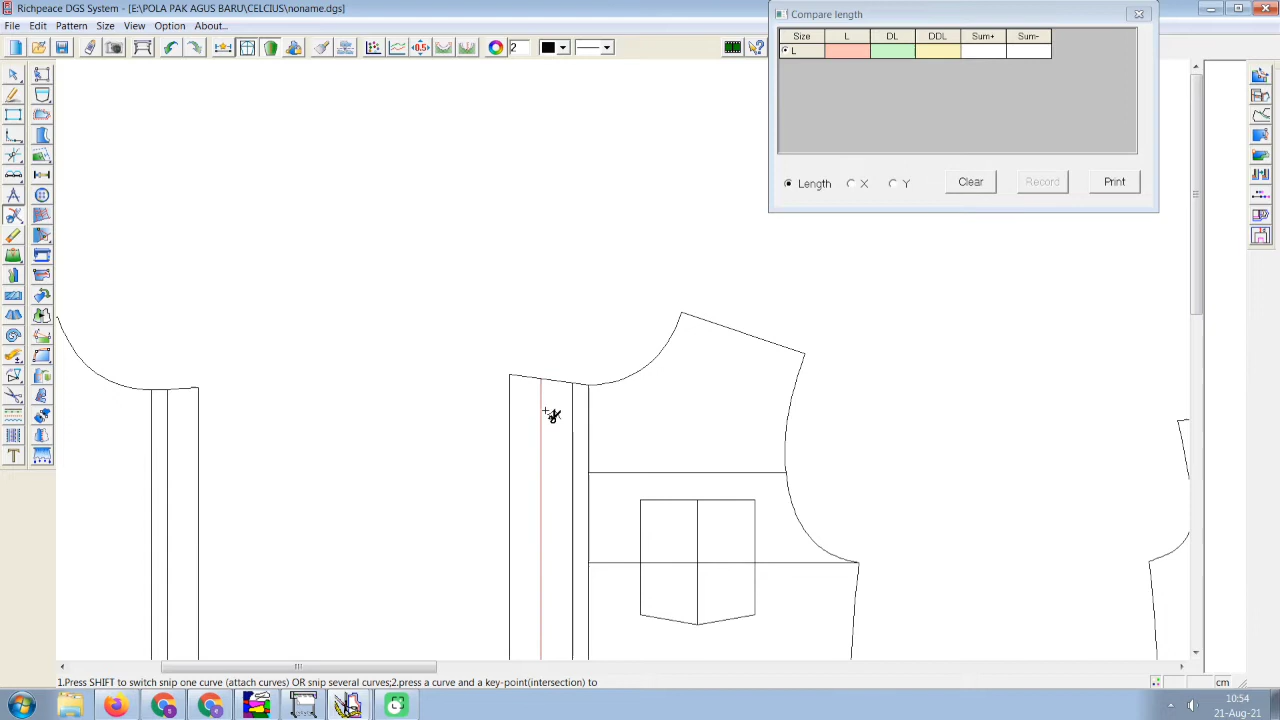 Richpeace DGS System - [E:\POLA PAK AGUS BARU\CELCIUS\noname.dgs]
File Edit Pattern Size View Option About...
2
Compare length
Size L DL DDL Sum+ Sum-
L
Length X Y Clear Record Print
1.Press SHIFT to switch snip one curve (attach curves) OR snip several curves;2.press a curve and a key-point(intersection) to
cm
10:54
21-Aug-21